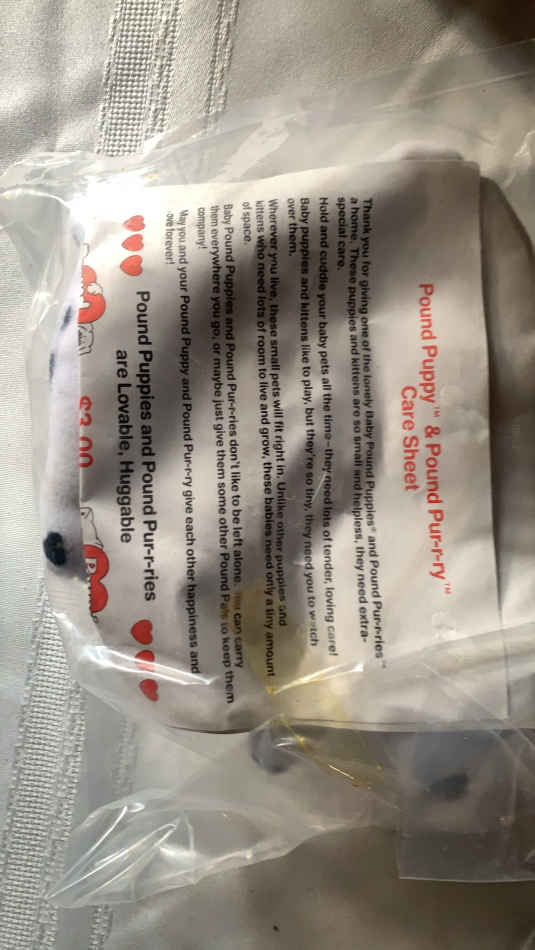 Pound Puppy™ & Pound Pur-r-ry™
Care Sheet
Thank you for giving one of the lonely Baby Pound Puppies® and Pound Pur-r-ries™
a home. These puppies and kittens are so small and helpless, they need extra-
special care.
Hold and cuddle your baby pets all the time–they need lots of tender, loving care!
Baby puppies and kittens like to play, but they're so tiny, they need you to watch
over them.
Wherever you live, these small pets will fit right in. Unlike other puppies and
kittens who need lots of room to live and grow, these babies need only a tiny amount
of space.
Baby Pound Puppies and Pound Pur-r-ries don't like to be left alone. You can carry
them everywhere you go, or maybe just give them some other Pound Pals to keep them
company!
May you and your Pound Puppy and Pound Pur-r-ry give each other happiness and
love forever!
Pound Puppies and Pound Pur-r-ries
are Lovable, Huggable
$3.00